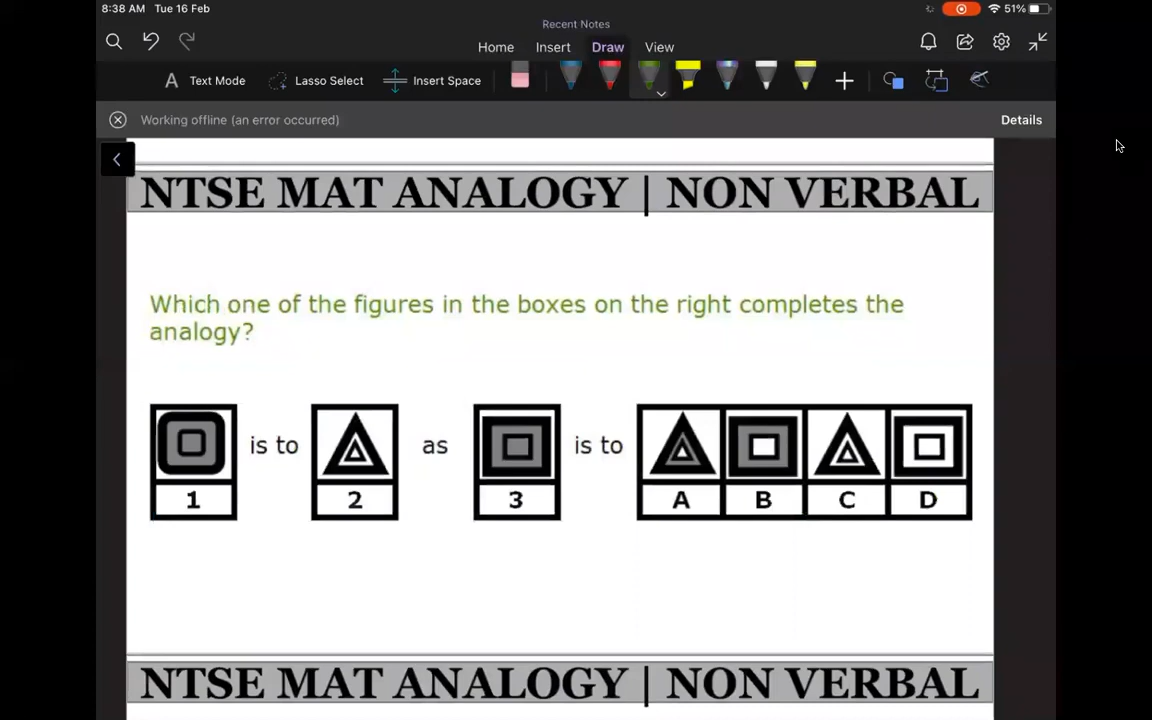 8:38 AM Tue 16 Feb
51%
Recent Notes
Home Insert Draw View
Text Mode Lasso Select Insert Space
Working offline (an error occurred)
Details
NTSE MAT ANALOGY | NON VERBAL
Which one of the figures in the boxes on the right completes the
analogy?
is to as is to
1 2 3 A B C D
NTSE MAT ANALOGY | NON VERBAL